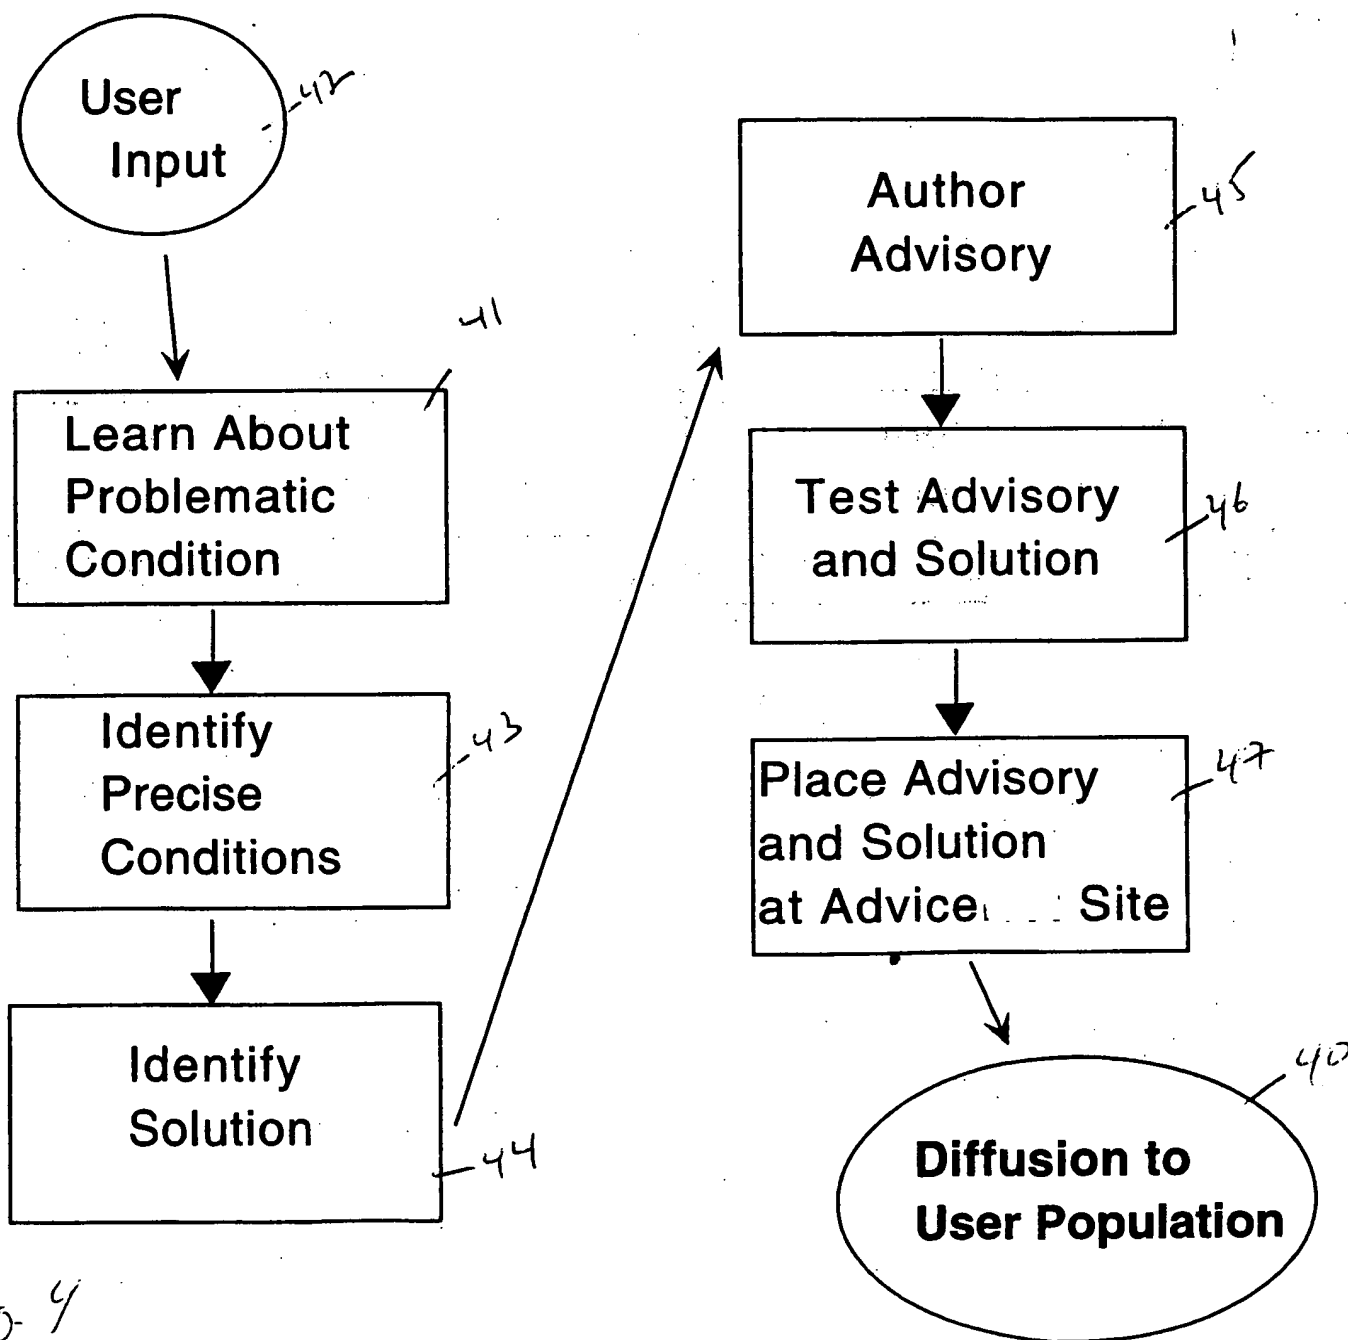 User
Input
42
41
Learn About
Problematic
Condition
Identify
Precise
Conditions
43
Identify
Solution
44
Author
Advisory
45
Test Advisory
and Solution
46
Place Advisory
and Solution
at Advice Site
47
Diffusion to
User Population
40
4